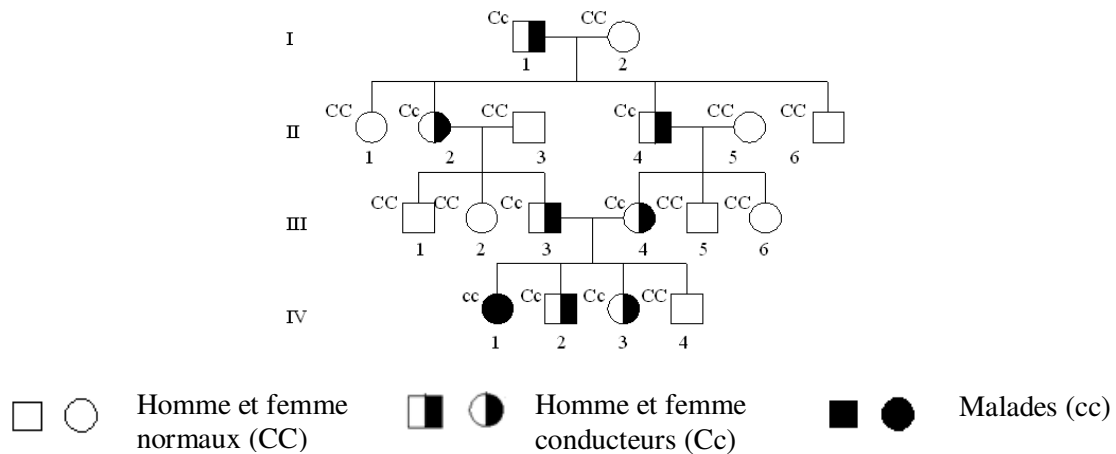 Cc CC
I
1 2
CC Cc CC Cc CC CC
II
1 2 3 4 5 6
CC CC Cc Cc CC CC
III
1 2 3 4 5 6
cc Cc Cc CC
IV
1 2 3 4
Homme et femme
normaux (CC)
Homme et femme
conducteurs (Cc)
Malades (cc)